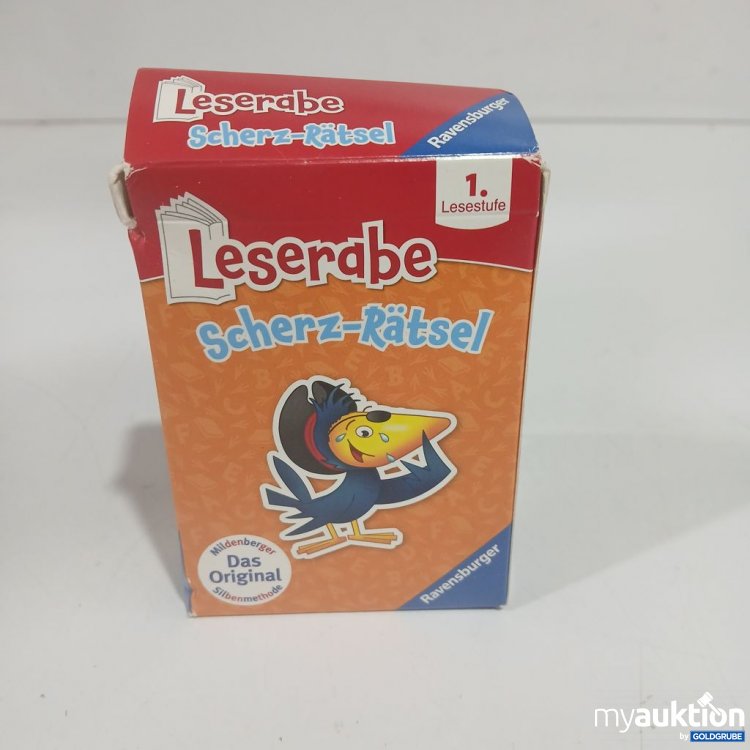 Leserabe
Scherz-Rätsel
Ravensburger
1.
Lesestufe
Leserabe
Scherz-Rätsel
Mildenberger
Das
Original
Silbenmethode
Ravensburger
myauktion
by GOLDGRUBE